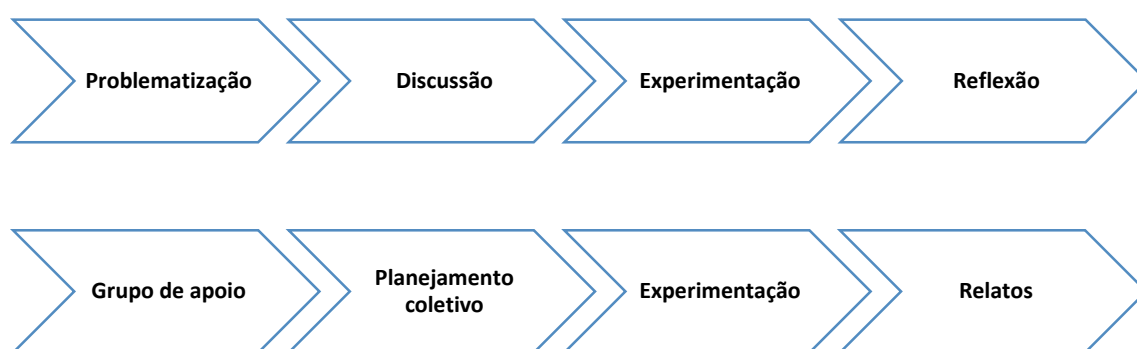 Problematização
Discussão
Experimentação
Reflexão
Grupo de apoio
Planejamento
coletivo
Experimentação
Relatos